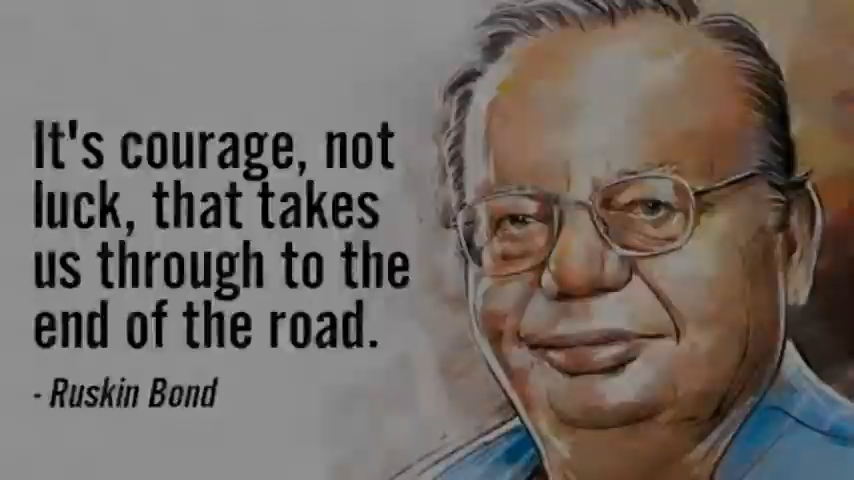 It's courage, not
luck, that takes
us through to the
end of the road.
- Ruskin Bond